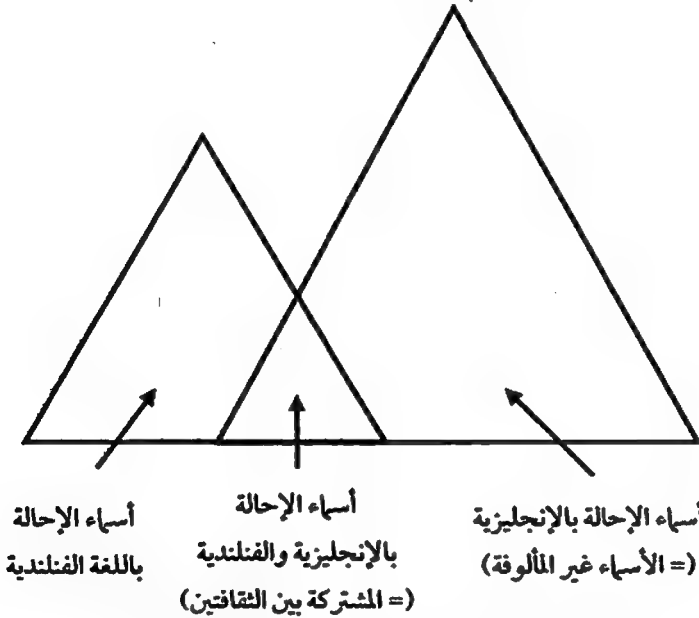 أسماء الإحالة بالإنجليزية
(= الأسماء غير المألوفة)
أسماء الإحالة
بالإنجليزية والفنلندية
(= المشتركة بين الثقافتين)
أسماء الإحالة
باللغة الفنلندية